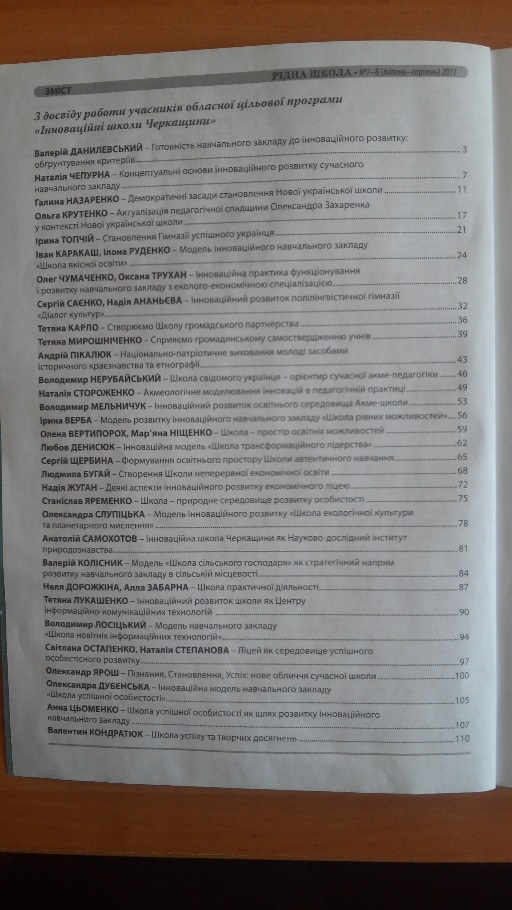 РІДНА ШКОЛА • №7–8 (липень–серпень) 2017
ЗМІСТ
З досвіду роботи учасників обласної цільової програми
«Інноваційні школи Черкащини»
Валерій ДАНИЛЕВСЬКИЙ – Готовність навчального закладу до інноваційного розвитку:
обґрунтування критеріїв 3
Наталія ЧЕПУРНА – Концептуальні основи інноваційного розвитку сучасного
навчального закладу 7
Галина НАЗАРЕНКО – Демократичні засади становлення Нової української школи 11
Ольга КРУТЕНКО – Актуалізація педагогічної спадщини Олександра Захаренка
у контексті Нової української школи 17
Ірина ТОПЧІЙ – Становлення Гімназії успішного українця 21
Іван КАРАКАШ, Ілона РУДЕНКО – Модель інноваційного навчального закладу
«Школа якісної освіти» 24
Олег ЧУМАЧЕНКО, Оксана ТРУХАН – Інноваційна практика функціонування
і розвитку навчального закладу з еколого-економічною спеціалізацією 28
Сергій САЄНКО, Надія АНАНЬЄВА – Інноваційний розвиток полілінгвістичної гімназії
«Діалог культур» 32
Тетяна КАРЛО – Створюємо Школу громадського партнерства 36
Тетяна МИРОШНІЧЕНКО – Сприяємо громадянському самоствердженню учнів 39
Андрій ПІКАЛЮК – Національно-патріотичне виховання молоді засобами
історичного краєзнавства та етнографії 43
Володимир НЕРУБАЙСЬКИЙ – Школа свідомого українця – орієнтир сучасної акме-педагогіки 46
Наталія СТОРОЖЕНКО – Акмеологічне моделювання інновацій в педагогічній практиці 49
Володимир МЕЛЬНИЧУК – Інноваційний розвиток освітнього середовища Акме-школи 53
Ірина ВЕРБА – Модель розвитку інноваційного навчального закладу «Школа рівних можливостей» 56
Олена ВЕРТИПОРОХ, Мар'яна НІЩЕНКО – Школа – простір освітніх можливостей 59
Любов ДЕНИСЮК – Інноваційна модель «Школа трансформаційного лідерства» 62
Сергій ЩЕРБИНА – Формування освітнього простору Школи автентичного навчання 65
Людмила БУГАЙ – Створення Школи неперервної економічної освіти 68
Надія ЖУГАН – Деякі аспекти інноваційного розвитку економічного ліцею 72
Станіслав ЯРЕМЕНКО – Школа – природне середовище розвитку особистості 75
Олександра СЛУПІЦЬКА – Модель інноваційного розвитку «Школа екологічної культури
та планетарного мислення» 78
Анатолій САМОХОТОВ – Інноваційна школа Черкащини як Науково-дослідний інститут
природознавства 81
Валерій КОЛІСНИК – Модель «Школа сільського господаря» як стратегічний напрям
розвитку навчального закладу в сільській місцевості 84
Неля ДОРОЖКІНА, Алла ЗАБАРНА – Школа практичної діяльності 87
Тетяна ЛУКАШЕНКО – Інноваційний розвиток школи як Центру
інформаційно-комунікаційних технологій 90
Володимир ЛОСІЦЬКИЙ – Модель навчального закладу
«Школа новітніх інформаційних технологій» 94
Світлана ОСТАПЕНКО, Наталія СТЕПАНОВА – Ліцей як середовище успішного
особистісного розвитку 97
Олександр ЯРОШ – Пізнання, Становлення, Успіх: нове обличчя сучасної школи 100
Олександра ДУБЕНСЬКА – Інноваційна модель навчального закладу
«Школа успішної особистості» 105
Анна ЦЬОМЕНКО – Школа успішної особистості як шлях розвитку інноваційного
навчального закладу 107
Валентин КОНДРАТЮК – Школа успіху та творчих досягнень 110